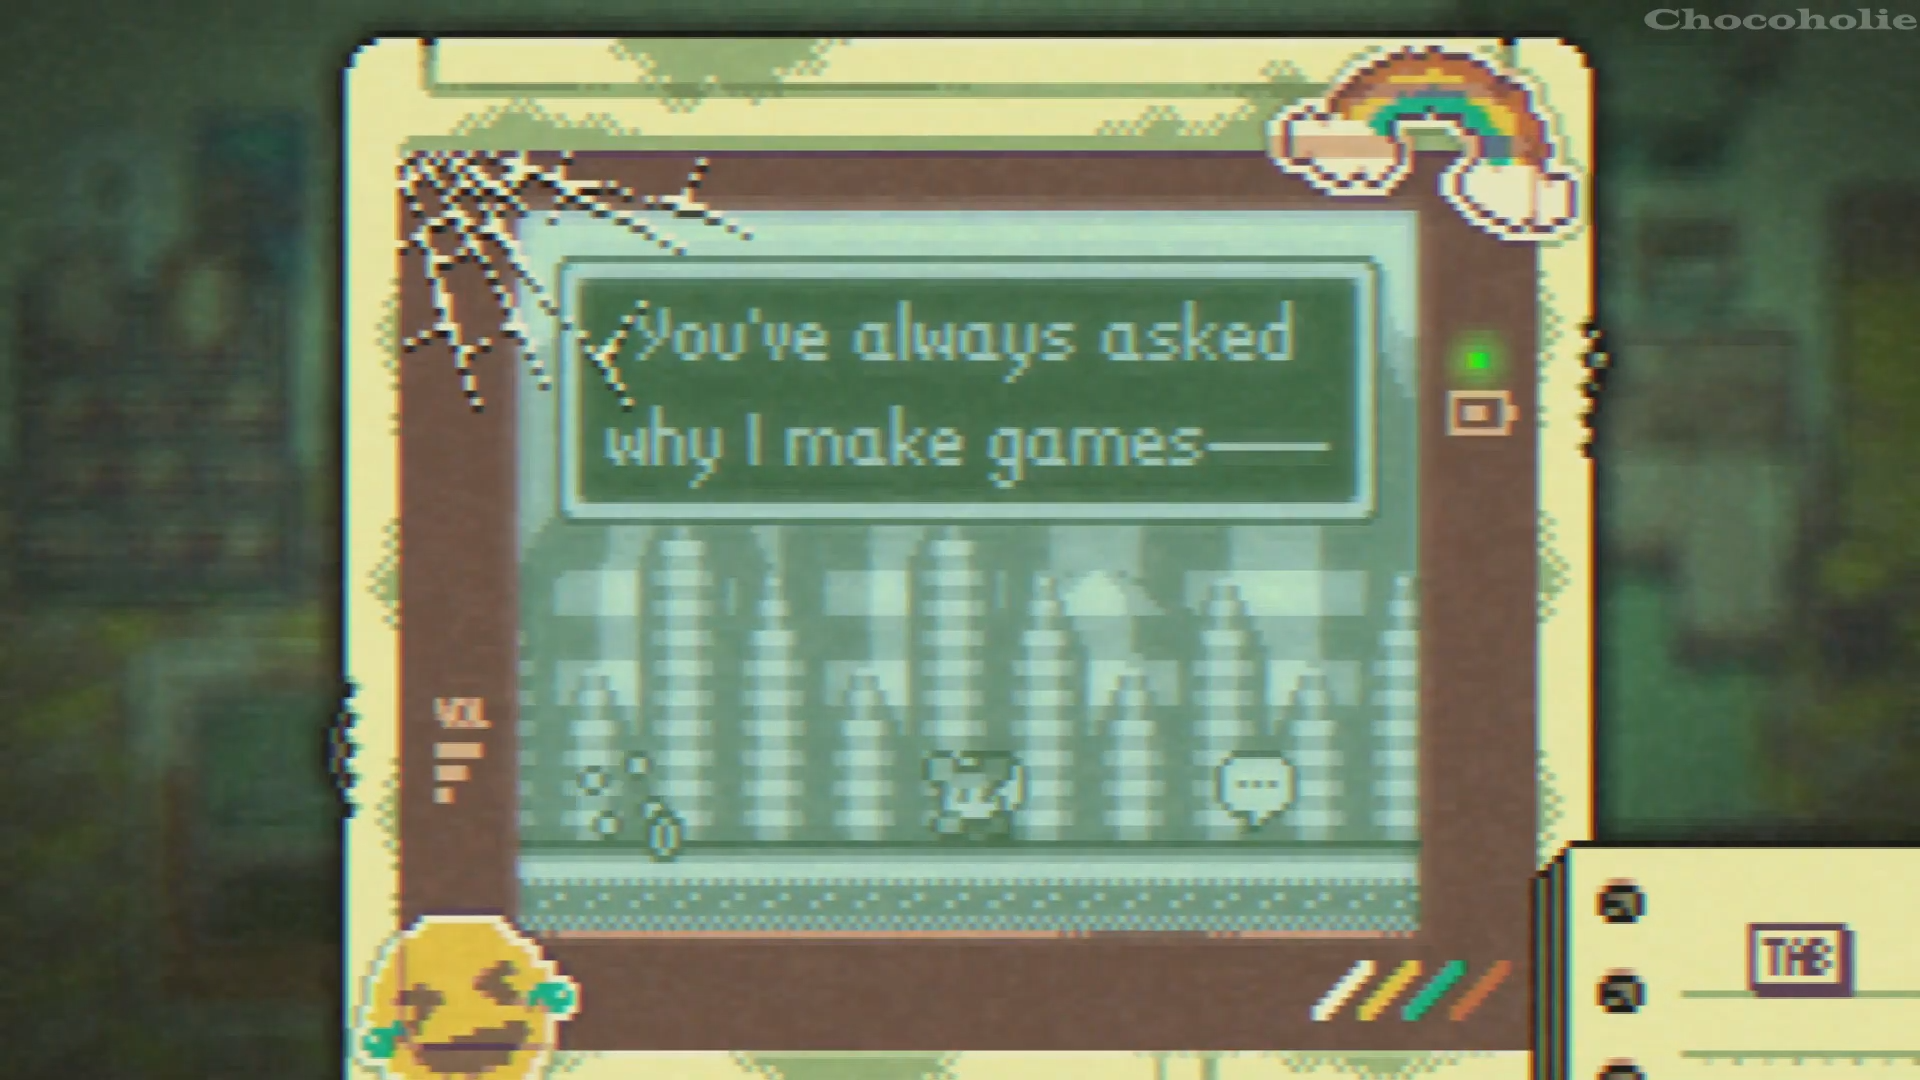 Chocoholie
You've always asked
why I make games——
VOL
TAB